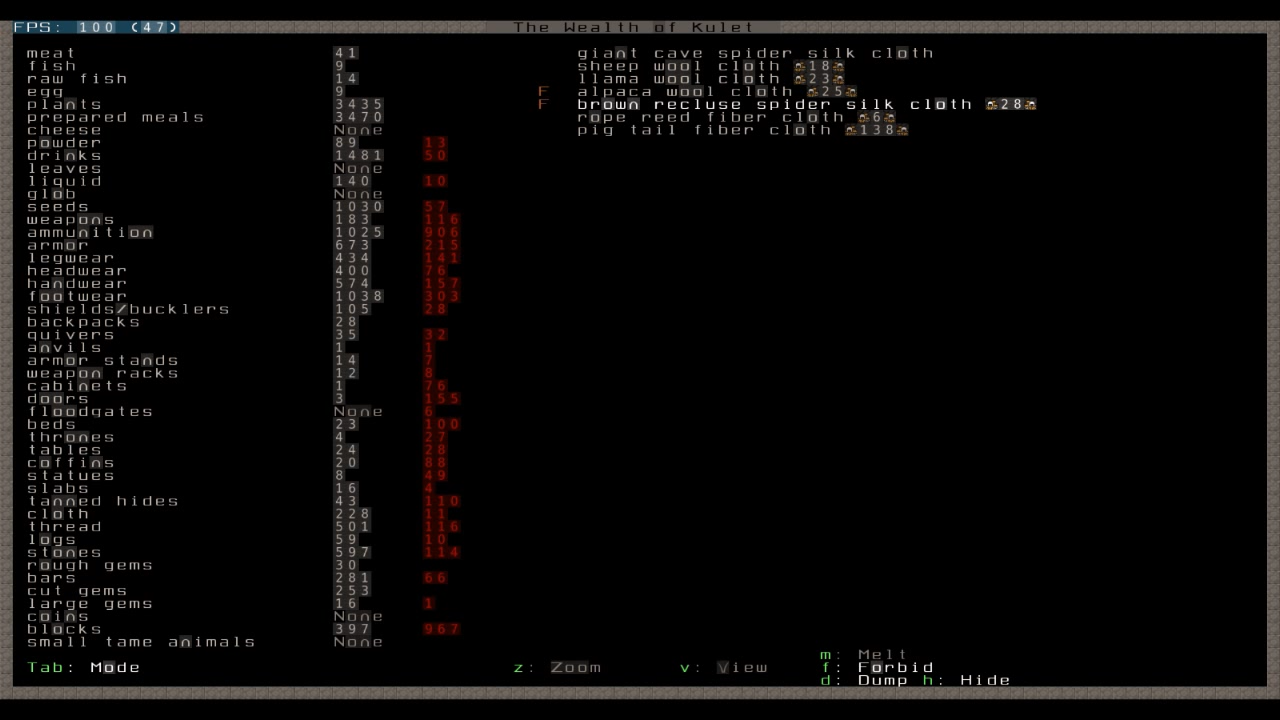 FPS: 100 (47) The Wealth of Kulet
meat 41 giant cave spider silk cloth
fish 9 sheep wool cloth 18
raw fish 14 llama wool cloth 23
egg 9 F alpaca wool cloth 25
plants 3435 F brown recluse spider silk cloth 28
prepared meals 3470 rope reed fiber cloth 6
cheese None pig tail fiber cloth 138
powder 89 13
drinks 1481 50
leaves None
liquid 140 10
glob None
seeds 1030 57
weapons 183 116
ammunition 1025 906
armor 673 215
legwear 434 141
headwear 400 76
handwear 574 157
footwear 1038 303
shields/bucklers 105 28
backpacks 28
quivers 35 32
anvils 1 1
armor stands 14 7
weapon racks 12 8
cabinets 1 76
doors 3 155
floodgates None 6
beds 23 100
thrones 4 27
tables 24 28
coffins 20 88
statues 8 49
slabs 16 4
tanned hides 43 110
cloth 228 11
thread 501 116
logs 59 10
stones 597 114
rough gems 30
bars 281 66
cut gems 253
large gems 16 1
coins None
blocks 397 967
small tame animals None
m: Melt
Tab: Mode z: Zoom v: View f: Forbid
d: Dump h: Hide